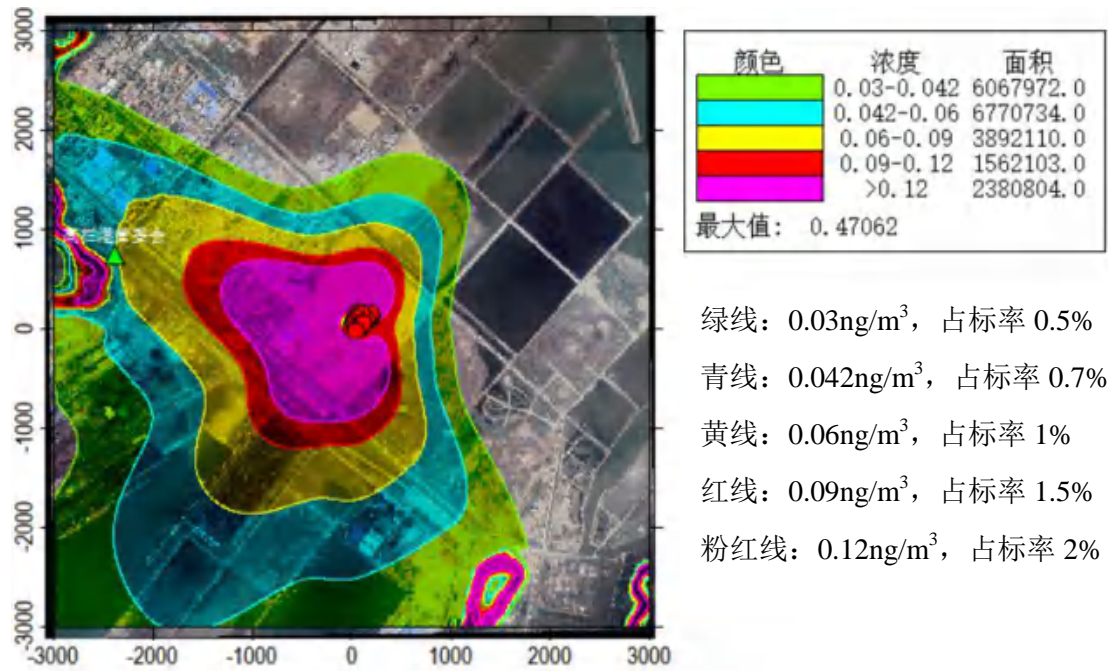 3000
2000
1000
0
-1000
-2000
-3000
-3000 -2000 -1000 0 1000 2000 3000
颜色 浓度 面积
0.03-0.042 6067972.0
0.042-0.06 6770734.0
0.06-0.09 3892110.0
0.09-0.12 1562103.0
>0.12 2380804.0
最大值: 0.47062
绿线：0.03ng/m³，占标率 0.5%
青线：0.042ng/m³，占标率 0.7%
黄线：0.06ng/m³，占标率 1%
红线：0.09ng/m³，占标率 1.5%
粉红线：0.12ng/m³，占标率 2%